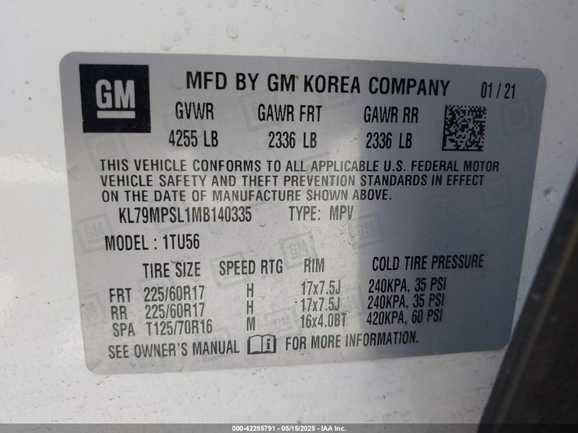 GM MFD BY GM KOREA COMPANY 01/21
GVWR GAWR FRT GAWR RR
4255 LB 2336 LB 2336 LB
THIS VEHICLE CONFORMS TO ALL APPLICABLE U.S. FEDERAL MOTOR
VEHICLE SAFETY AND THEFT PREVENTION STANDARDS IN EFFECT
ON THE DATE OF MANUFACTURE SHOWN ABOVE.
KL79MPSL1MB140335 TYPE: MPV
MODEL: 1TU56
TIRE SIZE SPEED RTG RIM COLD TIRE PRESSURE
FRT 225/60R17 H 17x7.5J 240KPA, 35 PSI
RR 225/60R17 H 17x7.5J 240KPA, 35 PSI
SPA T125/70R16 M 16x4.0BT 420KPA, 60 PSI
SEE OWNER'S MANUAL FOR MORE INFORMATION.
000-42255791 - 05/15/2025 - IAA Inc.